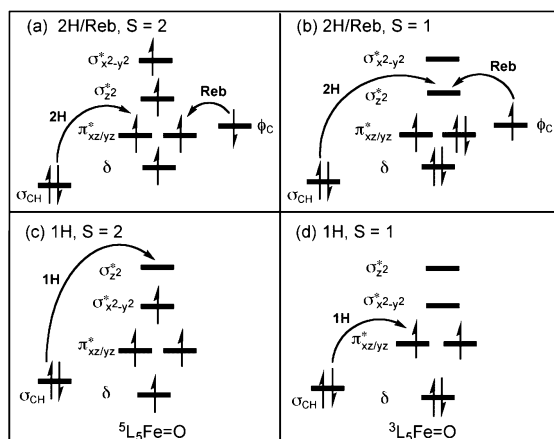 (a) 2H/Reb, S = 2
σ*x²-y²
σ*z²
2H
Reb
π*xz/yz
ϕC
δ
σCH
(b) 2H/Reb, S = 1
σ*x²-y²
2H
Reb
σ*z²
π*xz/yz
ϕC
δ
σCH
(c) 1H, S = 2
σ*z²
1H
σ*x²-y²
π*xz/yz
σCH
δ
⁵L₅Fe=O
(d) 1H, S = 1
σ*z²
σ*x²-y²
1H
π*xz/yz
σCH
δ
³L₅Fe=O